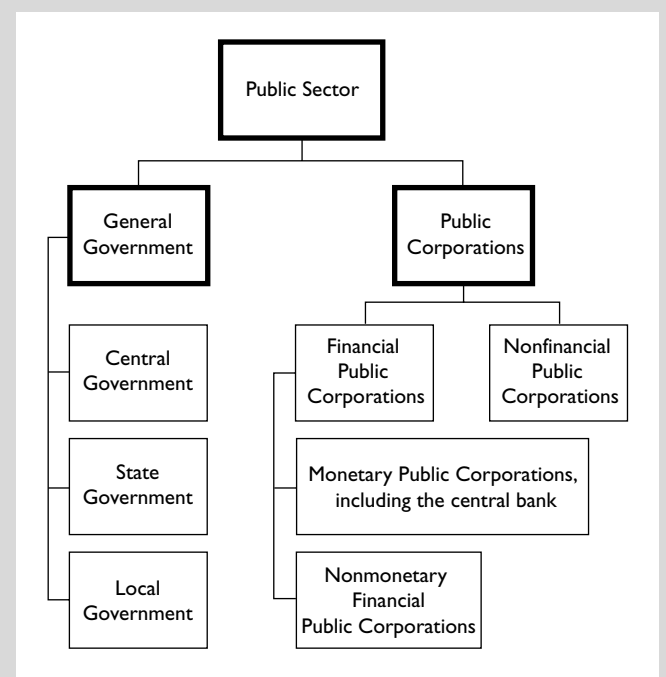 Public Sector
General
Government
Public
Corporations
Central
Government
Financial
Public
Corporations
Nonfinancial
Public
Corporations
State
Government
Monetary Public Corporations,
including the central bank
Local
Government
Nonmonetary
Financial
Public Corporations